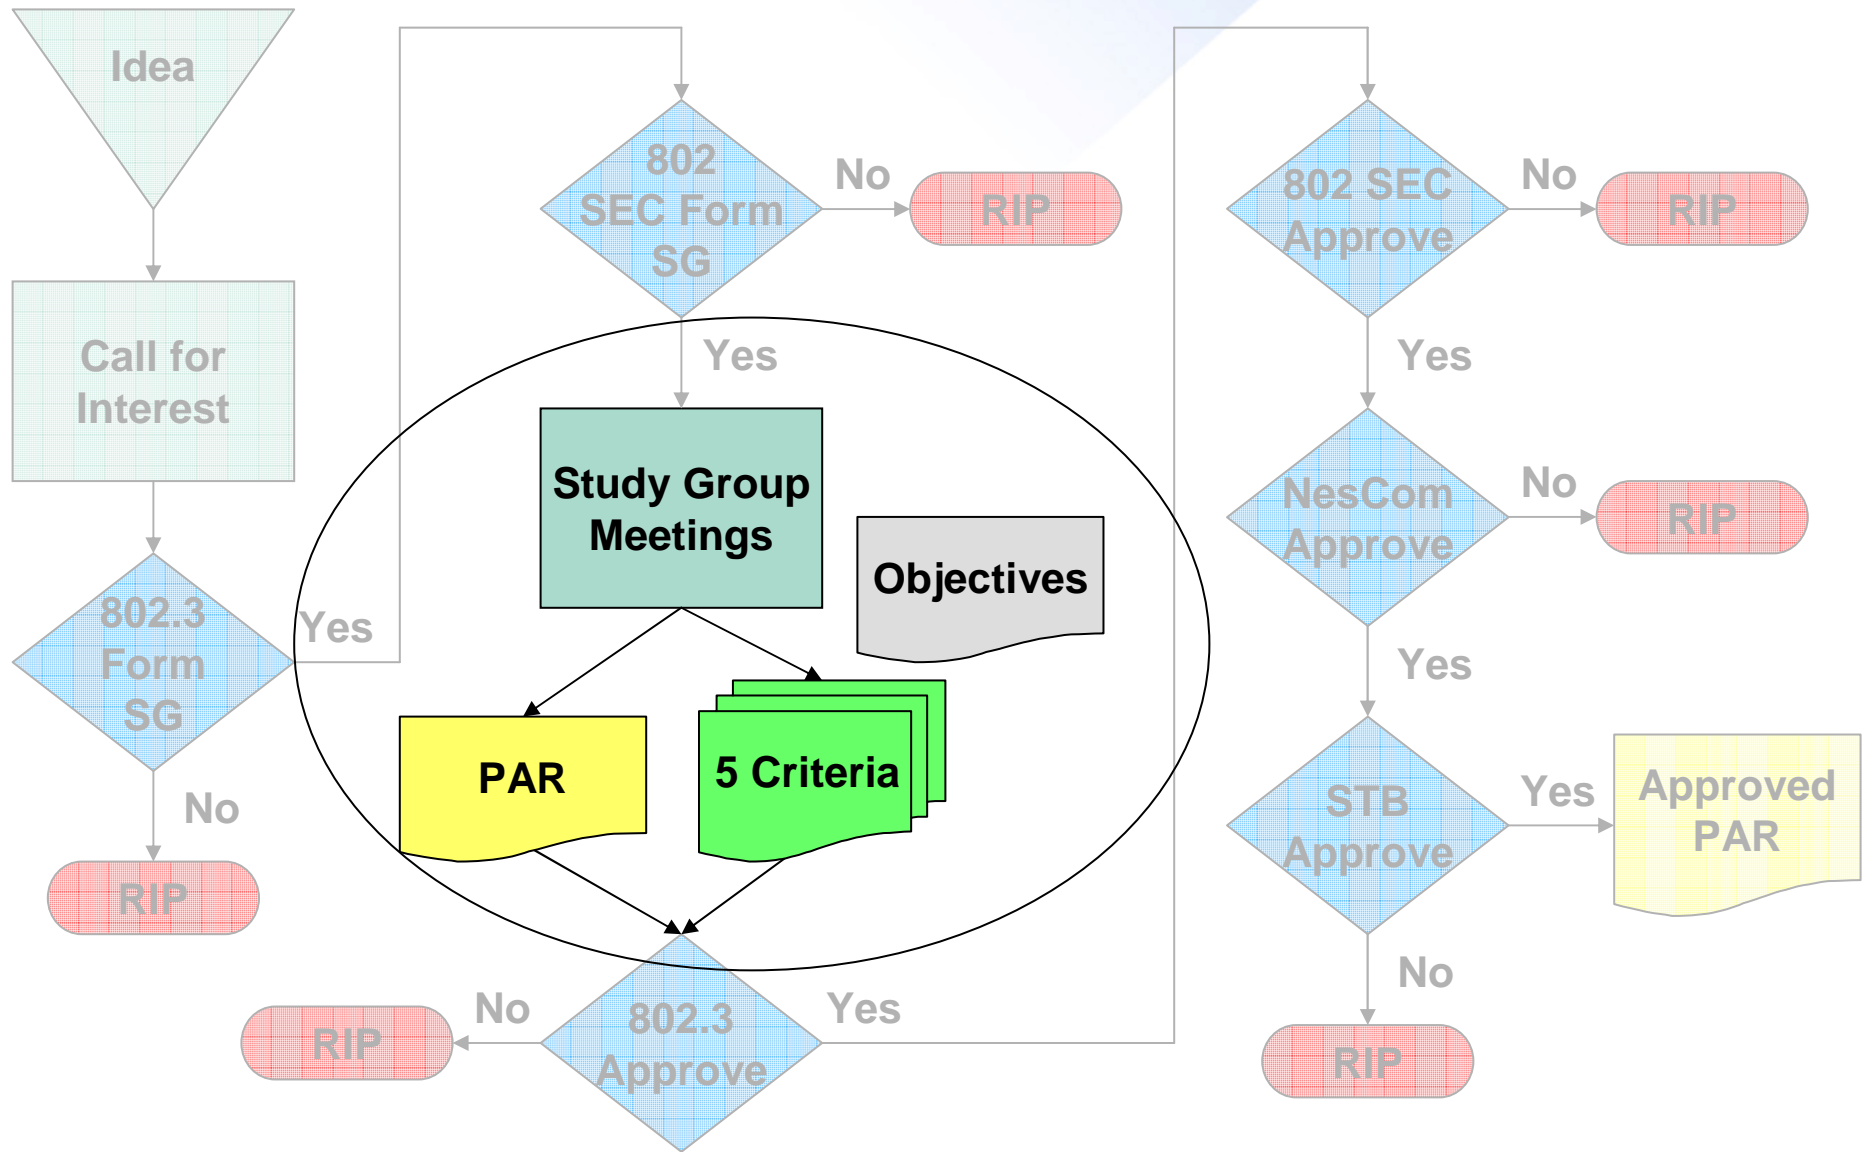 Idea
Call for
Interest
802.3
Form
SG
Yes
No
RIP
802
SEC Form
SG
No
RIP
Yes
Study Group
Meetings
Objectives
PAR
5 Criteria
802.3
Approve
No
RIP
Yes
802 SEC
Approve
No
RIP
Yes
NesCom
Approve
No
RIP
Yes
STB
Approve
Yes
Approved
PAR
No
RIP